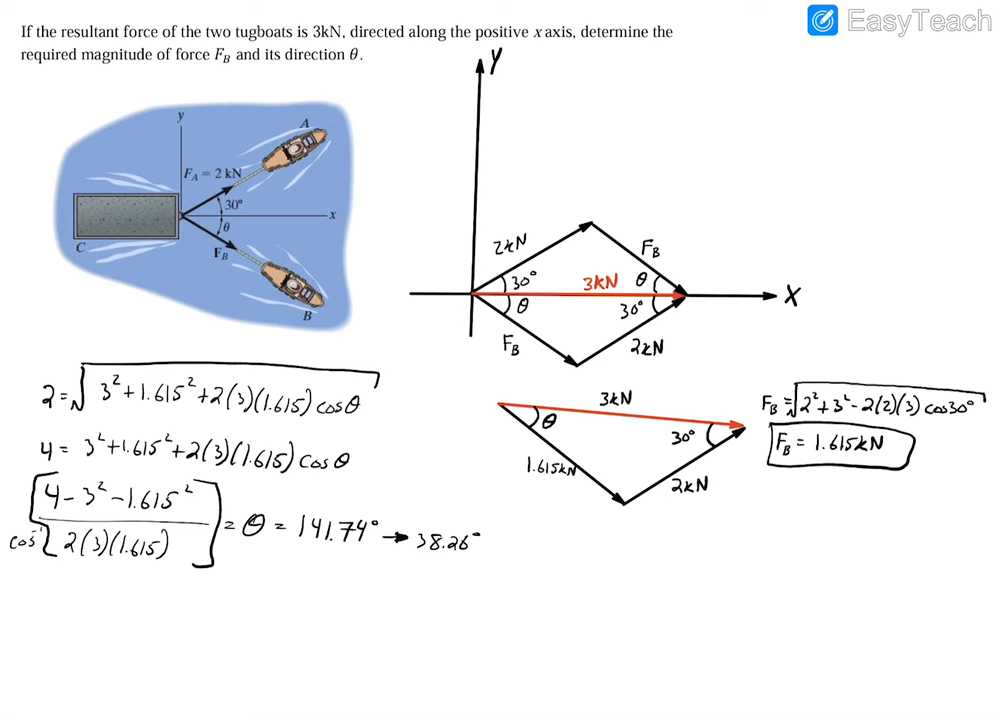 EasyTeach
If the resultant force of the two tugboats is 3kN, directed along the positive x axis, determine the
required magnitude of force F_B and its direction θ.
Y
y
A
F_A = 2 kN
30°
x
θ
C
F_B
B
2kN
F_B
30°
3kN
θ
X
θ
30°
F_B
2kN
2 = √3² + 1.615² + 2(3)(1.615) cosθ
4 = 3² + 1.615² + 2(3)(1.615) cosθ
cos⁻¹[4 - 3² - 1.615² / 2(3)(1.615)] = θ = 141.74° → 38.26°
3kN
θ
30°
1.615kN
2kN
F_B = √2² + 3² - 2(2)(3) cos30°
F_B = 1.615kN